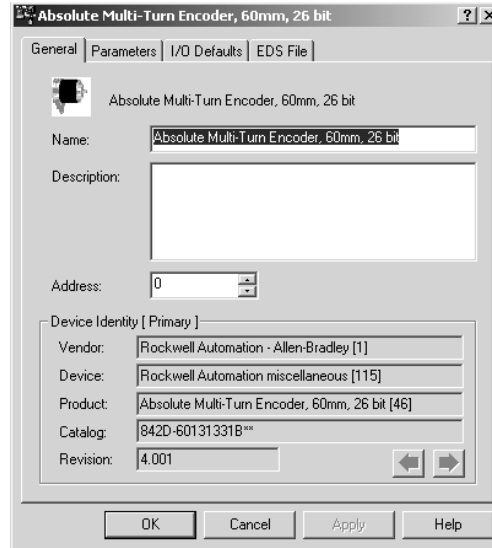 Absolute Multi-Turn Encoder, 60mm, 26 bit
General Parameters I/O Defaults EDS File
Absolute Multi-Turn Encoder, 60mm, 26 bit
Name: Absolute Multi-Turn Encoder, 60mm, 26 bit
Description:
Address: 0
Device Identity [ Primary ]
Vendor: Rockwell Automation - Allen-Bradley [1]
Device: Rockwell Automation miscellaneous [115]
Product: Absolute Multi-Turn Encoder, 60mm, 26 bit [46]
Catalog: 842D-60131331B**
Revision: 4.001
OK Cancel Apply Help